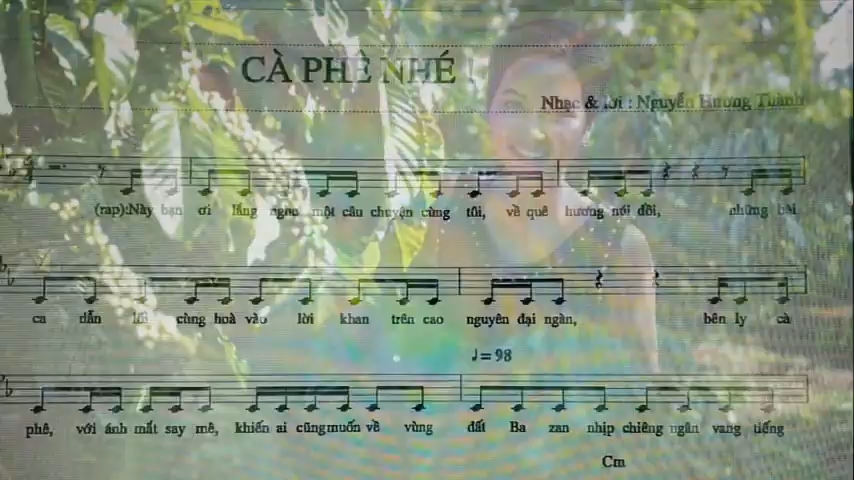 CÀ PHÊ NHÉ
Nhạc & lời : Nguyễn Hương Thành
(rap):Này bạn ơi lắng nghe một câu chuyện cùng tôi, về quê hương núi đồi, những bài
ca dẫn lối cùng hoà vào lời khan trên cao nguyên đại ngàn, bên ly cà
♩= 98
phê, với ánh mắt say mê, khiến ai cũngmuốn về vùng đất Ba zan nhịp chiêng ngân vang tiếng
Cm